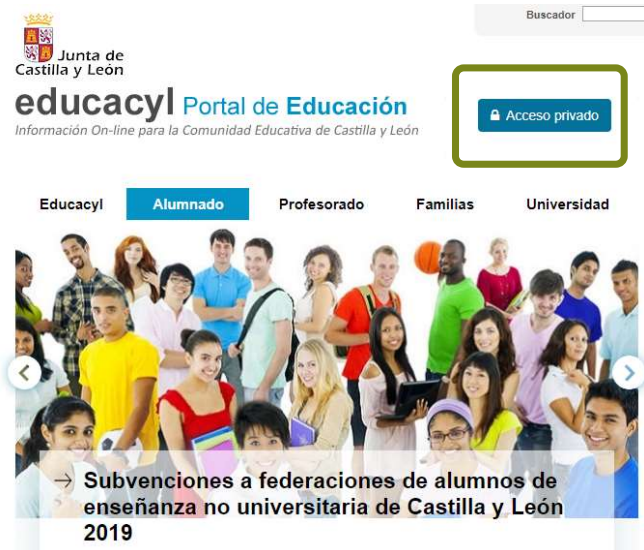 Buscador
Junta de
Castilla y León
educacyl Portal de Educación
Información On-line para la Comunidad Educativa de Castilla y León
Acceso privado
Educacyl Alumnado Profesorado Familias Universidad
→ Subvenciones a federaciones de alumnos de
enseñanza no universitaria de Castilla y León
2019